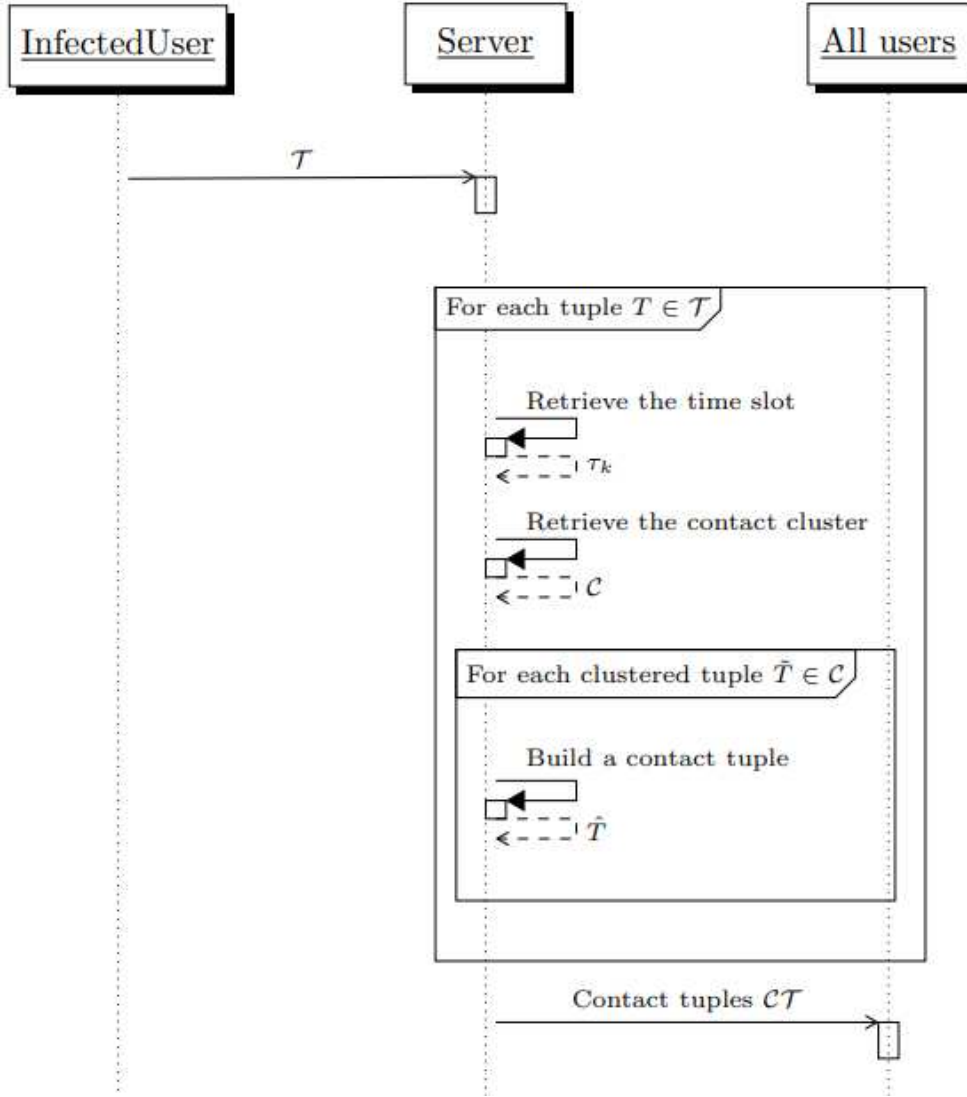 InfectedUser
Server
All users
𝒯
For each tuple T ∈ 𝒯
Retrieve the time slot
τₖ
Retrieve the contact cluster
𝒞
For each clustered tuple T̃ ∈ 𝒞
Build a contact tuple
T̂
Contact tuples 𝒞𝒯